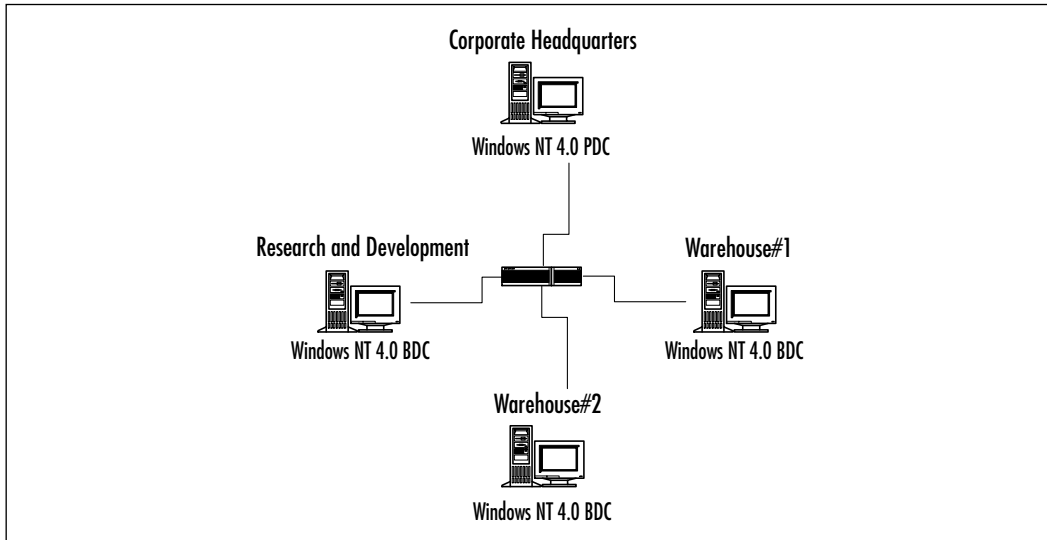 Corporate Headquarters
Windows NT 4.0 PDC
Research and Development
Warehouse#1
Windows NT 4.0 BDC
Windows NT 4.0 BDC
Warehouse#2
Windows NT 4.0 BDC